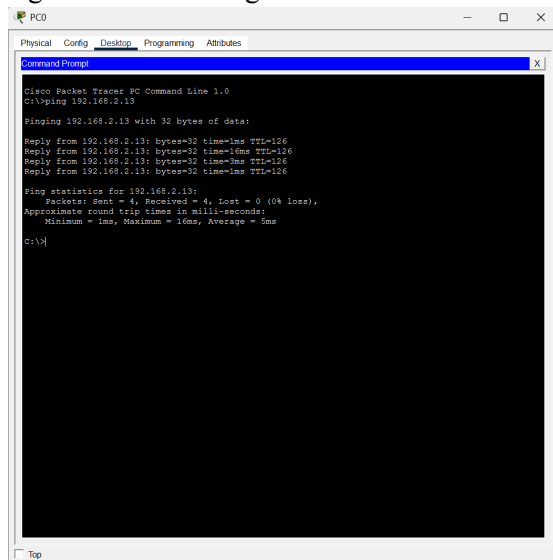 PC0
Physical Config Desktop Programming Attributes
Command Prompt X
Cisco Packet Tracer PC Command Line 1.0
C:\>ping 192.168.2.13
Pinging 192.168.2.13 with 32 bytes of data:
Reply from 192.168.2.13: bytes=32 time=1ms TTL=126
Reply from 192.168.2.13: bytes=32 time=16ms TTL=126
Reply from 192.168.2.13: bytes=32 time=3ms TTL=126
Reply from 192.168.2.13: bytes=32 time=1ms TTL=126
Ping statistics for 192.168.2.13:
Packets: Sent = 4, Received = 4, Lost = 0 (0% loss),
Approximate round trip times in milli-seconds:
Minimum = 1ms, Maximum = 16ms, Average = 5ms
C:\>
Top